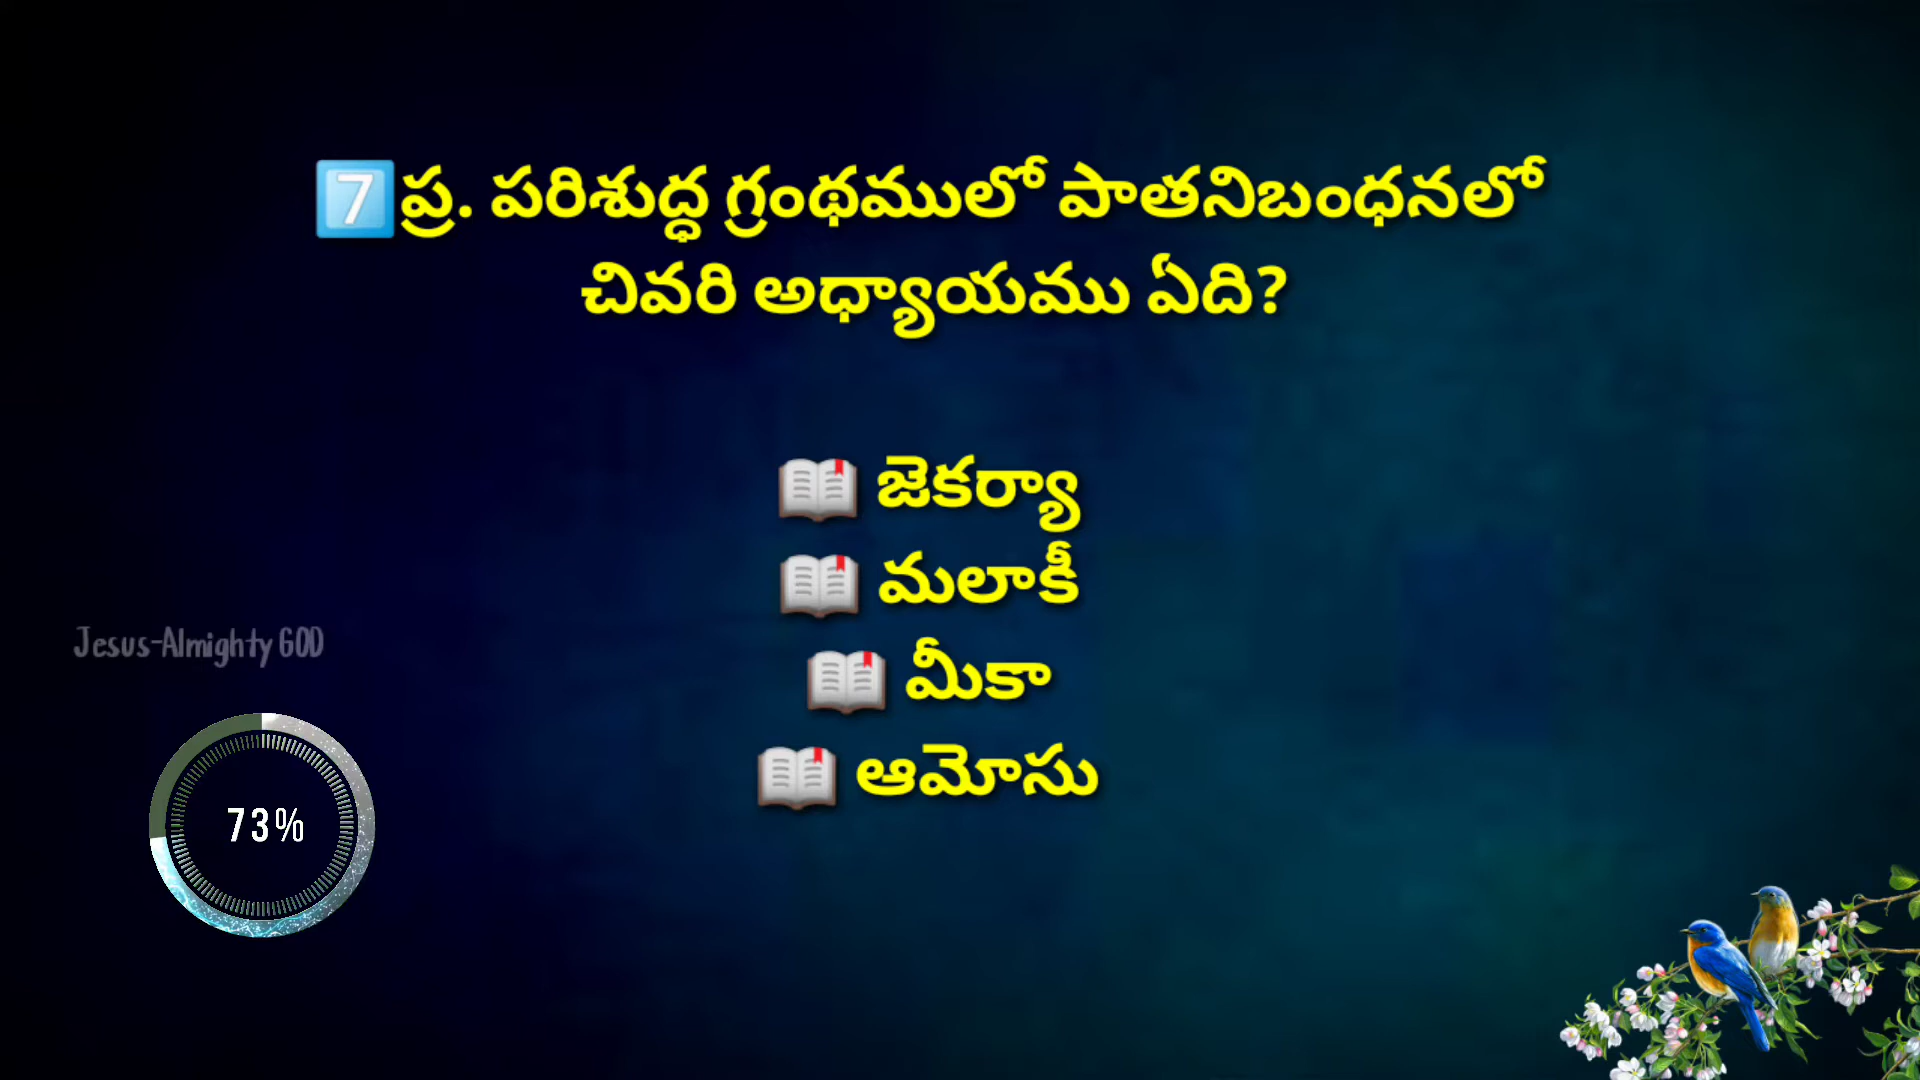 7️⃣ప్ర. పరిశుద్ధ గ్రంథములో పాతనిబంధనలో
చివరి అధ్యాయము ఏది?
📖 జెకర్యా
📖 మలాకీ
📖 మీకా
📖 ఆమోసు
Jesus-Almighty GOD
73%